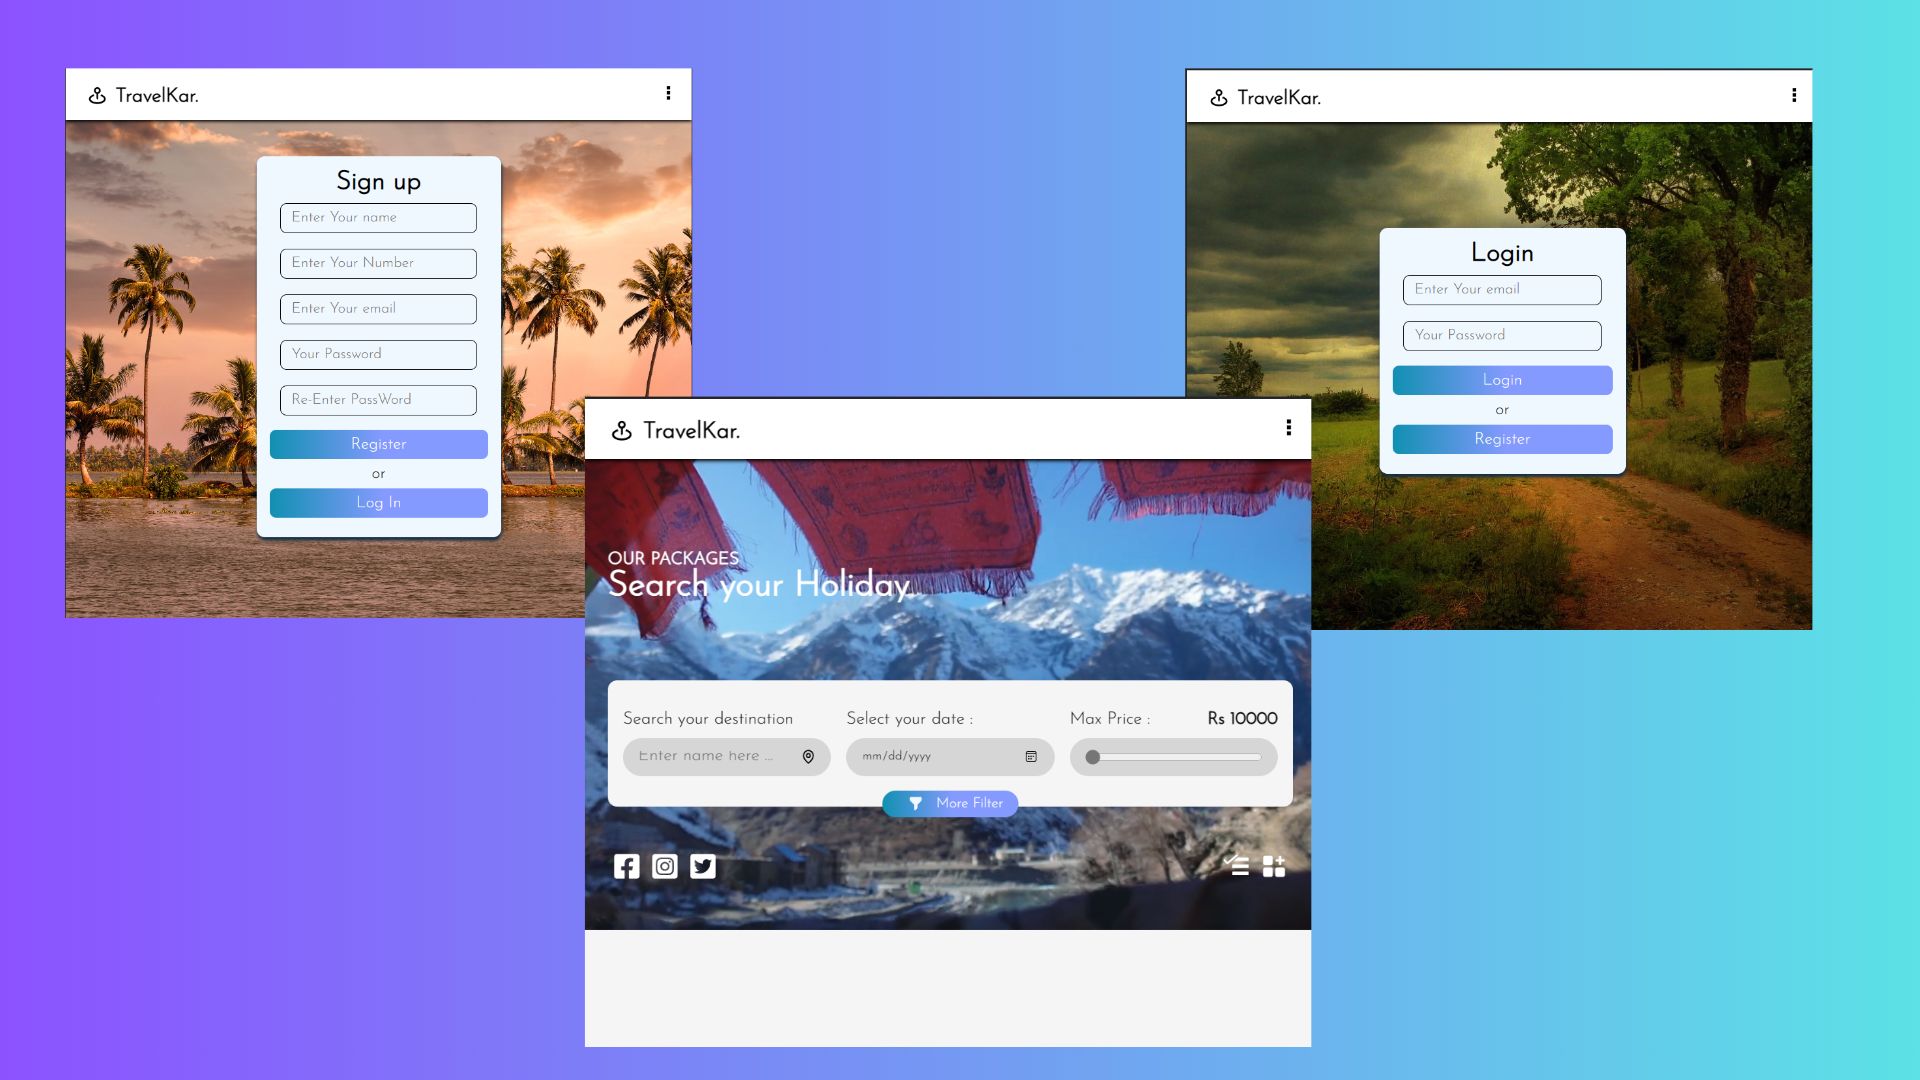 TravelKar.
Sign up
Enter Your name
Enter Your Number
Enter Your email
Your Password
Re-Enter PassWord
Register
or
Log In
TravelKar.
Login
Enter Your email
Your Password
Login
or
Register
TravelKar.
OUR PACKAGES
Search your Holiday
Search your destination
Select your date :
Max Price :
Rs 10000
Enter name here ...
mm/dd/yyyy
More Filter